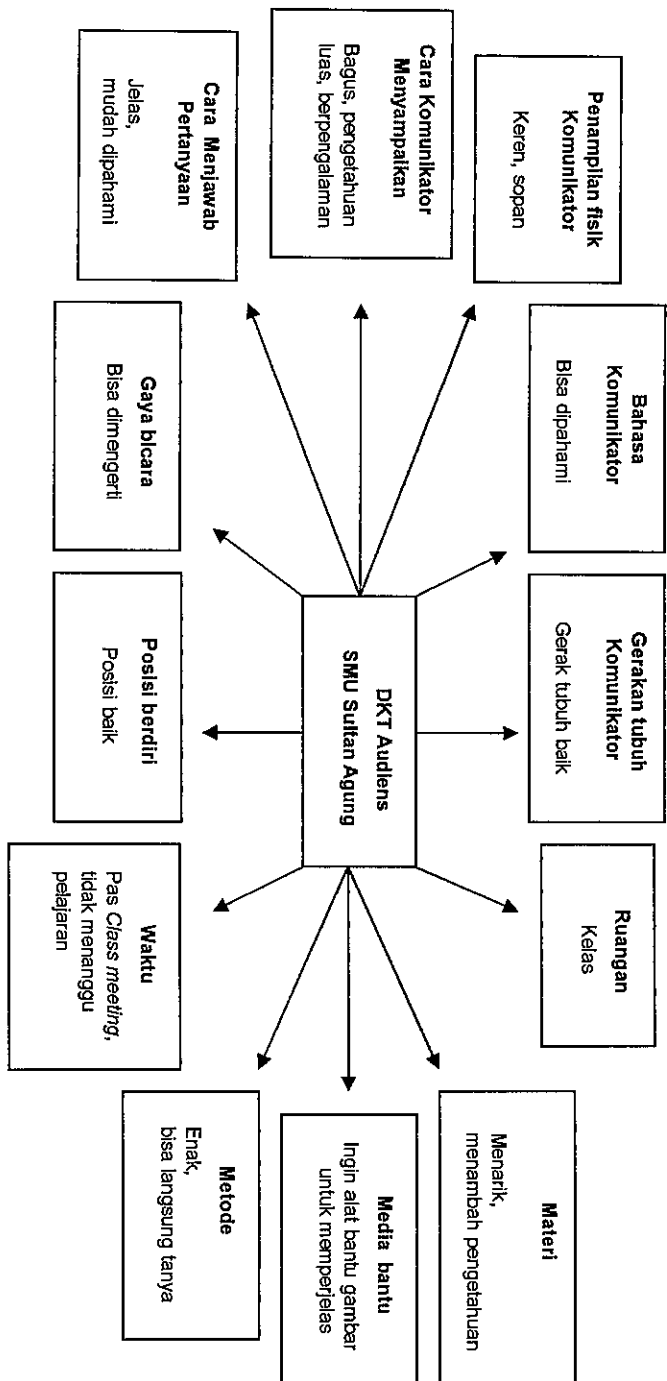 Penampilan fisik
Komunikator
Keren, sopan
Bahasa
Komunikator
Bisa dipahami
Gerakan tubuh
Komunikator
Gerak tubuh baik
Ruangan
Kelas
Materi
Menarik,
menambah pengetahuan
Cara Komunikator
Menyampaikan
Bagus, pengetahuan
luas, berpengalaman
DKT Audiens
SMU Sultan Agung
Media bantu
Ingin alat bantu gambar
untuk memperjelas
Cara Menjawab
Pertanyaan
Jelas,
mudah dipahami
Gaya bicara
Bisa dimengerti
Posisi berdiri
Posisi baik
Waktu
Pas Class meeting,
tidak menanggu
pelajaran
Metode
Enak,
bisa langsung tanya